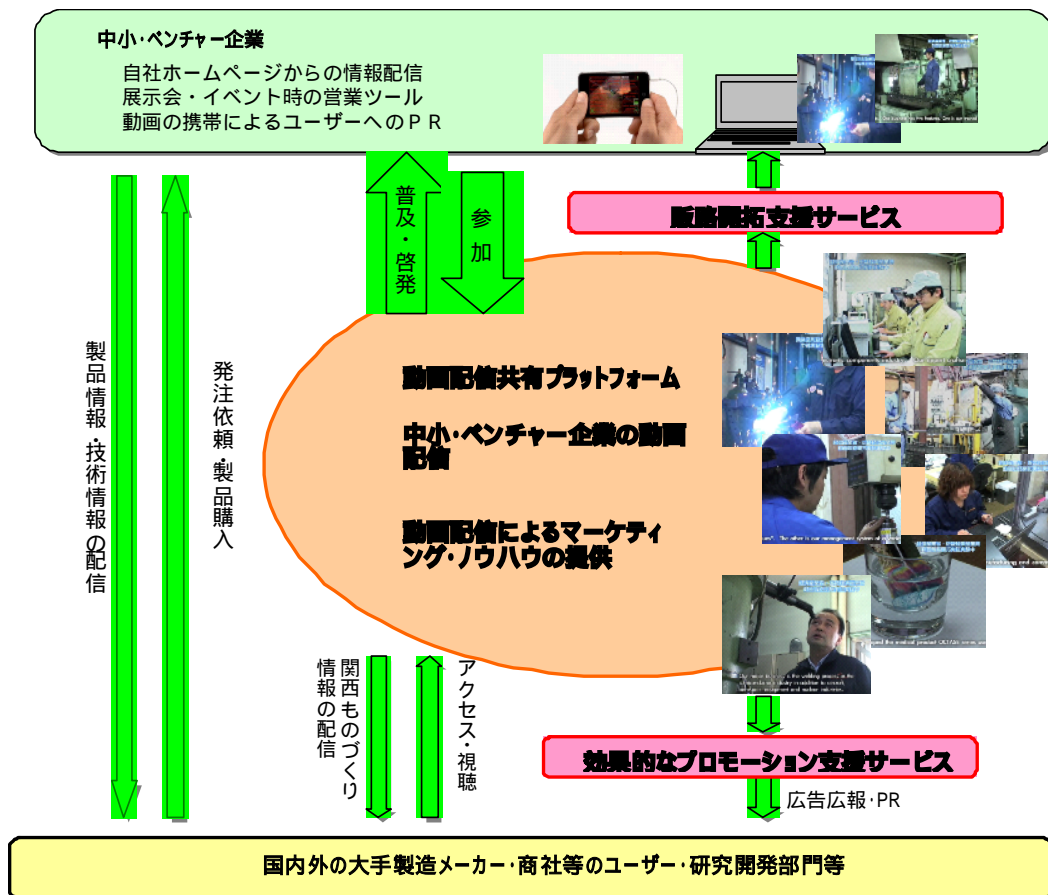 中小・ベンチャー企業
自社ホームページからの情報配信
展示会・イベント時の営業ツール
動画の携帯によるユーザーへのＰＲ
普及・啓発
参加
販路開拓支援サービス
製品情報・技術情報の配信
発注依頼・製品購入
動画配信共有プラットフォーム
中小・ベンチャー企業の動画
配信
動画配信によるマーケティ
ング・ノウハウの提供
関西ものづくり
情報の配信
アクセス・視聴
効果的なプロモーション支援サービス
広告広報・PR
国内外の大手製造メーカー・商社等のユーザー・研究開発部門等